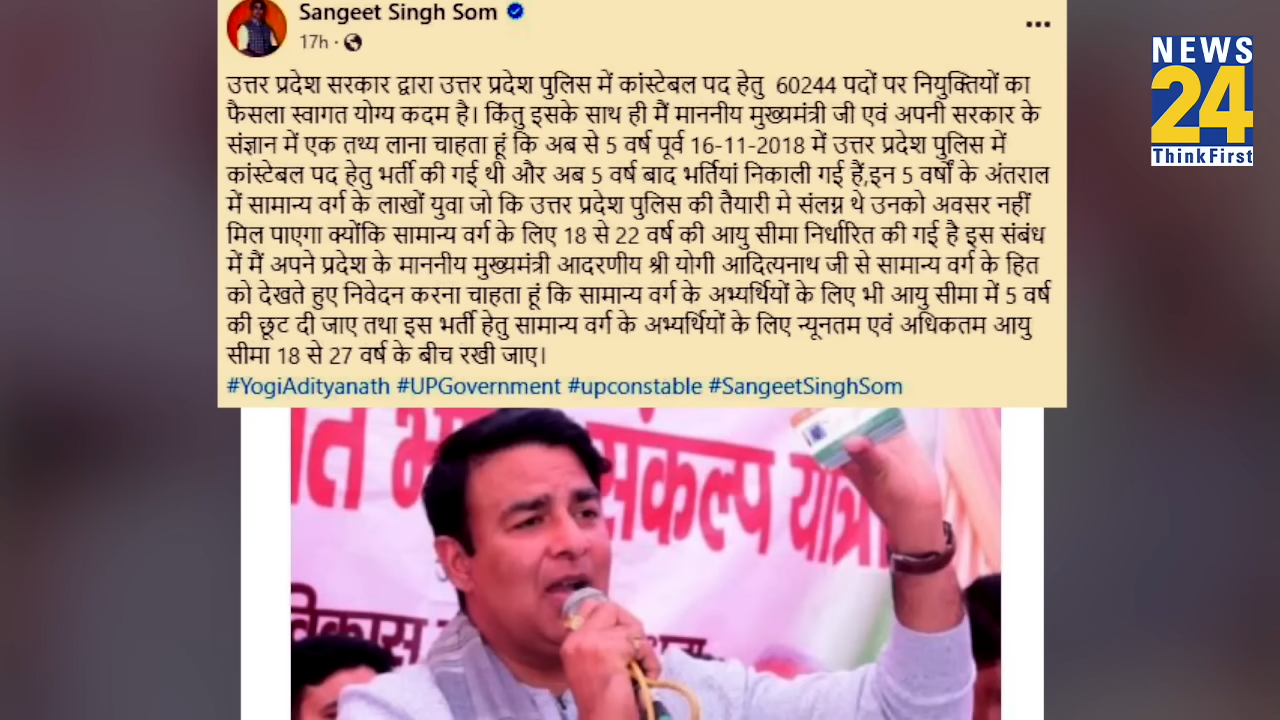 Sangeet Singh Som
17h ·
उत्तर प्रदेश सरकार द्वारा उत्तर प्रदेश पुलिस में कांस्टेबल पद हेतु 60244 पदों पर नियुक्तियों का
फैसला स्वागत योग्य कदम है। किंतु इसके साथ ही मैं माननीय मुख्यमंत्री जी एवं अपनी सरकार के
संज्ञान में एक तथ्य लाना चाहता हूं कि अब से 5 वर्ष पूर्व 16-11-2018 में उत्तर प्रदेश पुलिस में
कांस्टेबल पद हेतु भर्ती की गई थी और अब 5 वर्ष बाद भर्तियां निकाली गई हैं,इन 5 वर्षों के अंतराल
में सामान्य वर्ग के लाखों युवा जो कि उत्तर प्रदेश पुलिस की तैयारी मे संलग्न थे उनको अवसर नहीं
मिल पाएगा क्योंकि सामान्य वर्ग के लिए 18 से 22 वर्ष की आयु सीमा निर्धारित की गई है इस संबंध
में मैं अपने प्रदेश के माननीय मुख्यमंत्री आदरणीय श्री योगी आदित्यनाथ जी से सामान्य वर्ग के हित
को देखते हुए निवेदन करना चाहता हूं कि सामान्य वर्ग के अभ्यर्थियों के लिए भी आयु सीमा में 5 वर्ष
की छूट दी जाए तथा इस भर्ती हेतु सामान्य वर्ग के अभ्यर्थियों के लिए न्यूनतम एवं अधिकतम आयु
सीमा 18 से 27 वर्ष के बीच रखी जाए।
#YogiAdityanath #UPGovernment #upconstable #SangeetSinghSom
NEWS
24
ThinkFirst
संकल्प यात्रा
विकास